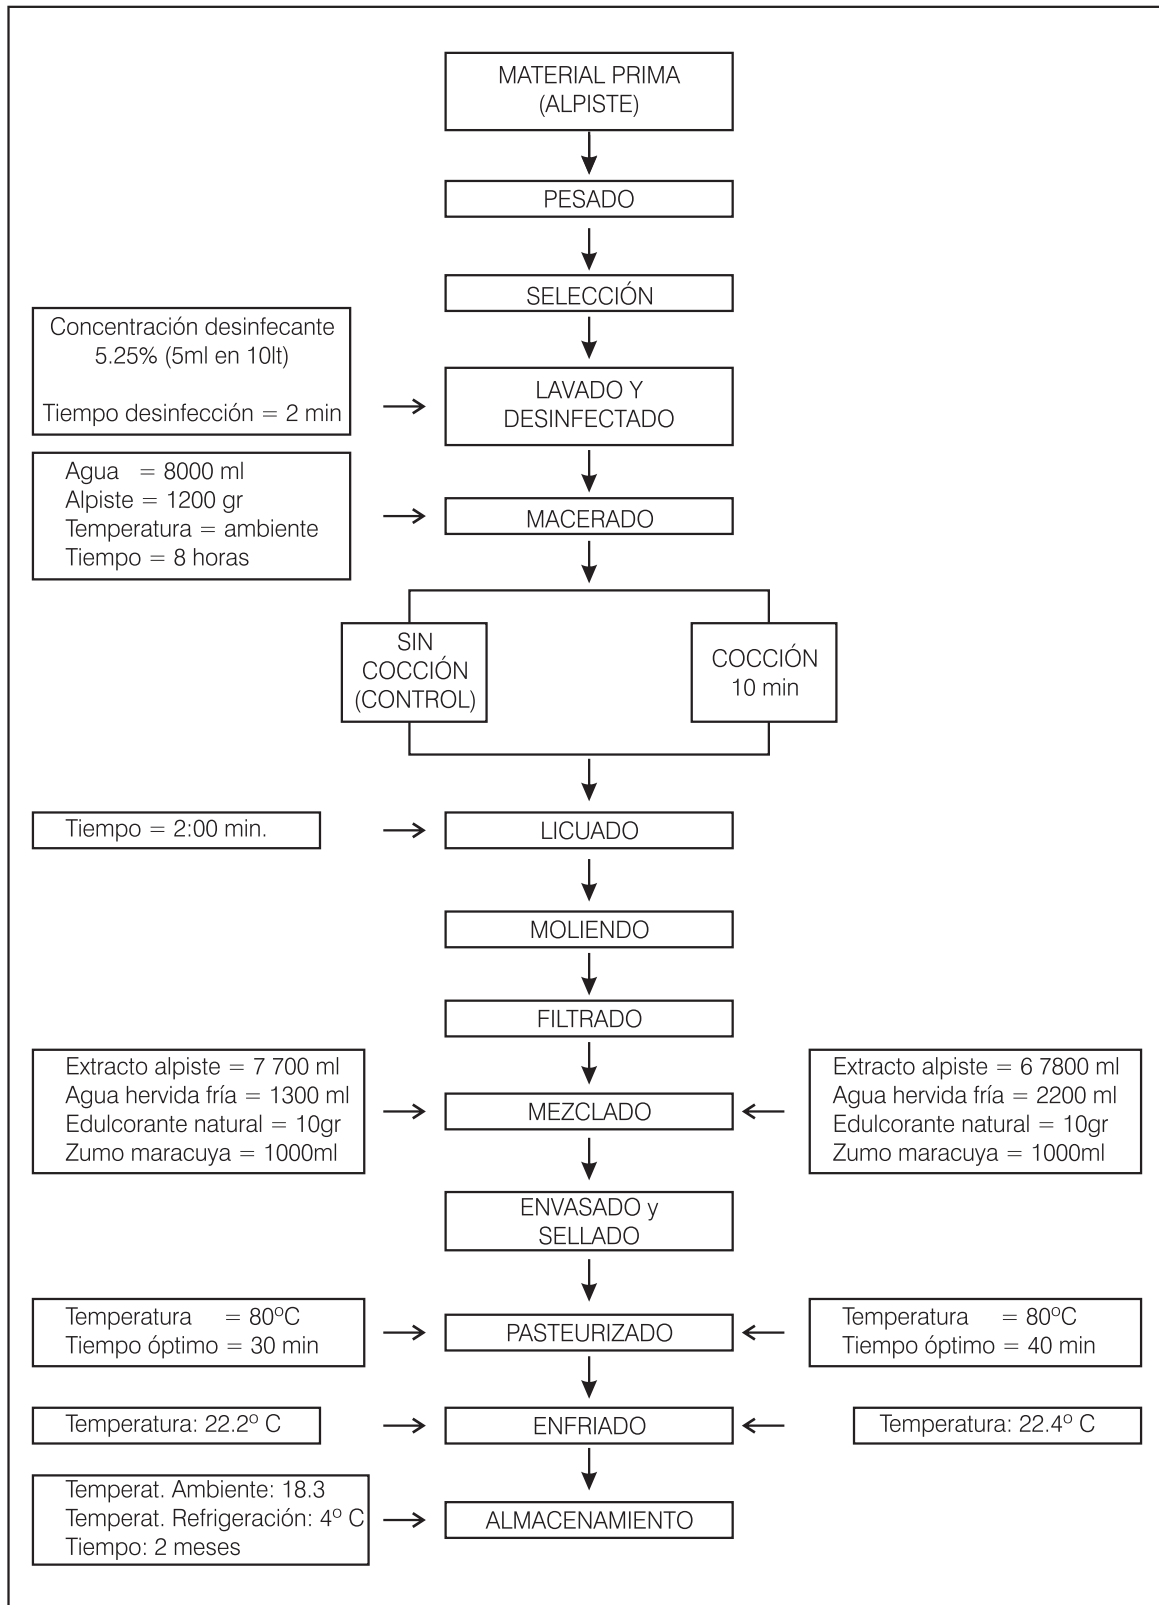 MATERIAL PRIMA
(ALPISTE)
PESADO
SELECCIÓN
Concentración desinfecante
5.25% (5ml en 10lt)
Tiempo desinfección = 2 min
LAVADO Y
DESINFECTADO
Agua = 8000 ml
Alpiste = 1200 gr
Temperatura = ambiente
Tiempo = 8 horas
MACERADO
SIN
COCCIÓN
(CONTROL)
COCCIÓN
10 min
Tiempo = 2:00 min.
LICUADO
MOLIENDO
FILTRADO
Extracto alpiste = 7 700 ml
Agua hervida fría = 1300 ml
Edulcorante natural = 10gr
Zumo maracuya = 1000ml
MEZCLADO
Extracto alpiste = 6 7800 ml
Agua hervida fría = 2200 ml
Edulcorante natural = 10gr
Zumo maracuya = 1000ml
ENVASADO y
SELLADO
Temperatura = 80ºC
Tiempo óptimo = 30 min
PASTEURIZADO
Temperatura = 80ºC
Tiempo óptimo = 40 min
Temperatura: 22.2º C
ENFRIADO
Temperatura: 22.4º C
Temperat. Ambiente: 18.3
Temperat. Refrigeración: 4º C
Tiempo: 2 meses
ALMACENAMIENTO